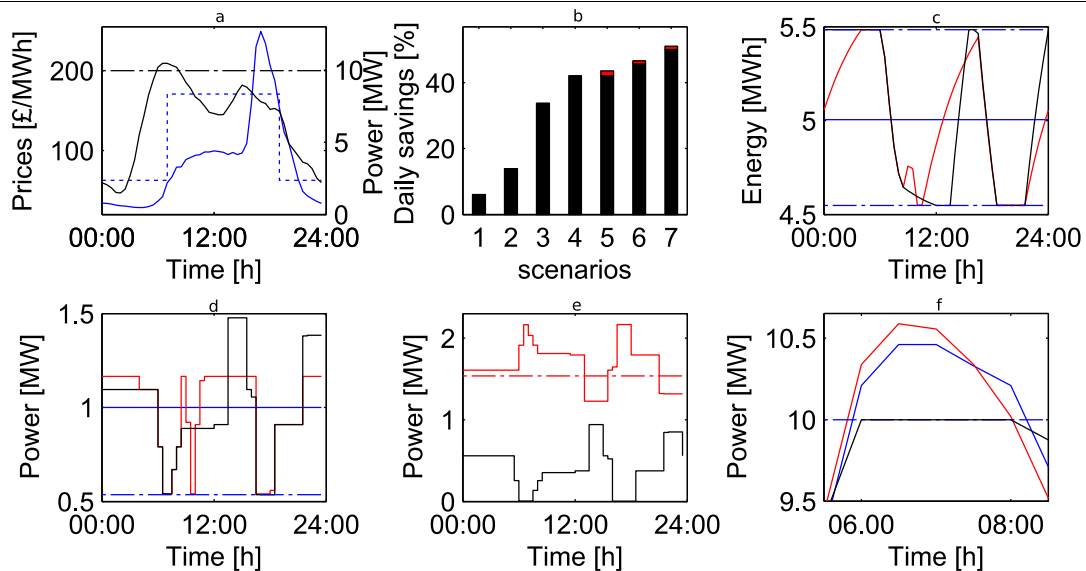 a
Prices [£/MWh]
200
100
10
5
0
Power [MW]
00:00 12:00 24:00
Time [h]
b
Daily savings [%]
40
20
0
1 2 3 4 5 6 7
scenarios
c
Energy [MWh]
5.5
5
4.5
00:00 12:00 24:00
Time [h]
d
Power [MW]
1.5
1
0.5
00:00 12:00 24:00
Time [h]
e
Power [MW]
2
1
0
00:00 12:00 24:00
Time [h]
f
Power [MW]
10.5
10
9.5
06:00 08:00
Time [h]